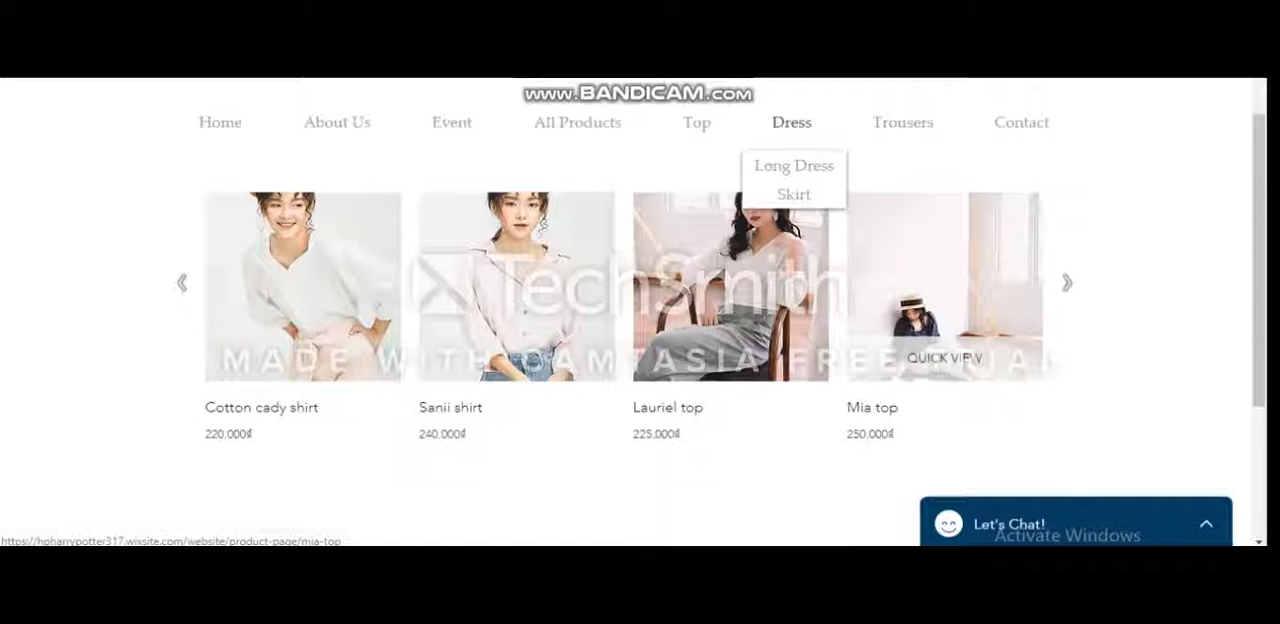 www.BANDICAM.com
Home About Us Event All Products Top Dress Trousers Contact
Long Dress
Skirt
TechSmith
MADE WITH CAMTASIA FREE TRIAL
QUICK VIEW
Cotton cady shirt Sanii shirt Lauriel top Mia top
220.000₫ 240.000₫ 225.000₫ 250.000₫
Let's Chat!
Activate Windows
https://hpharrypotter317.wixsite.com/website/product-page/mia-top